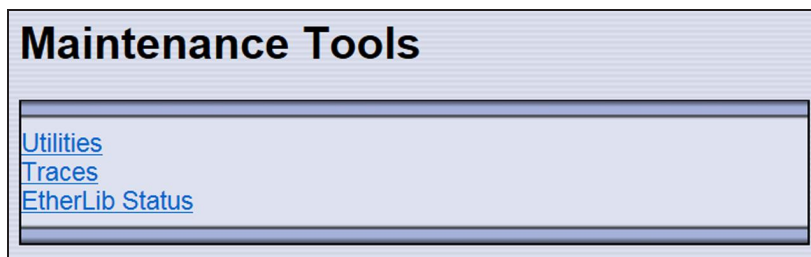 Maintenance Tools
Utilities
Traces
EtherLib Status